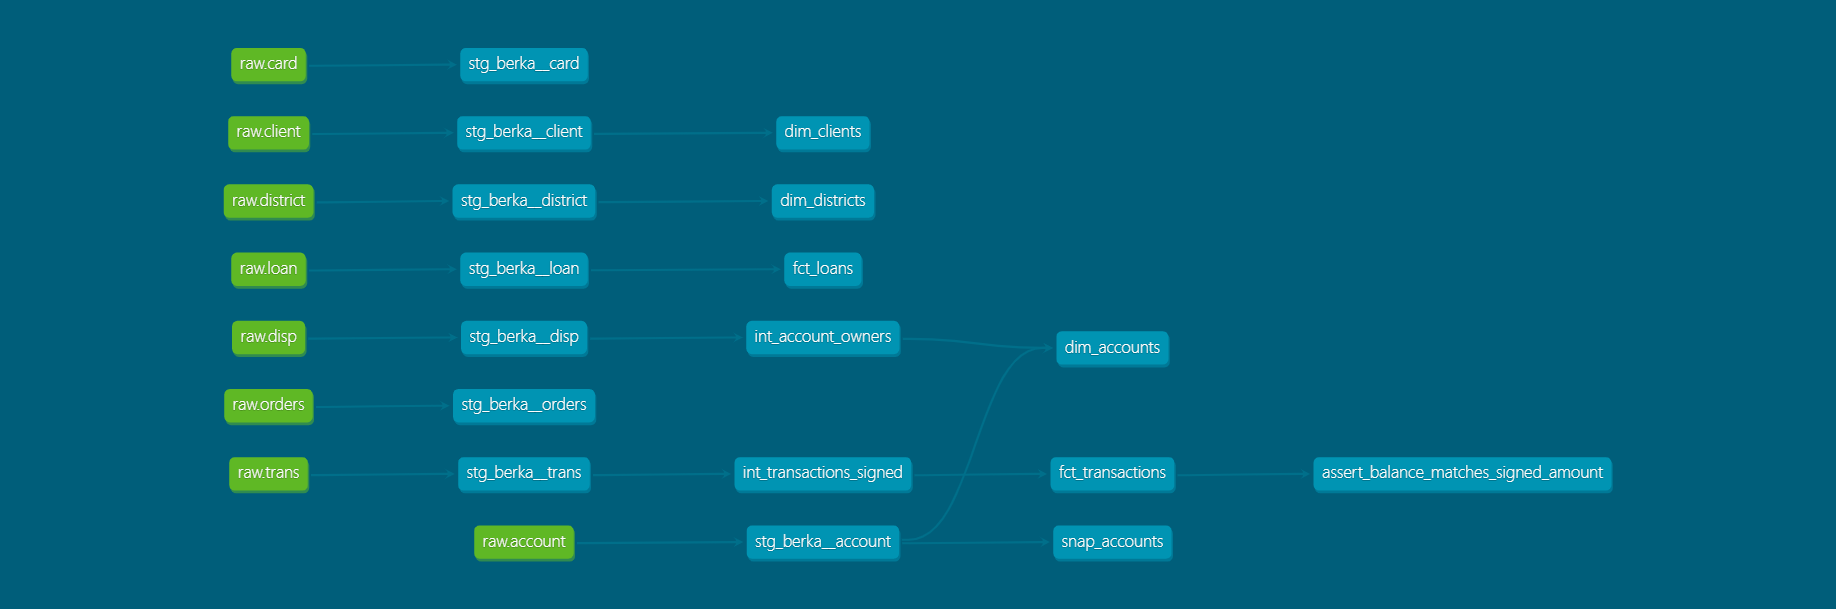 raw.card
stg_berka__card
raw.client
stg_berka__client
dim_clients
raw.district
stg_berka__district
dim_districts
raw.loan
stg_berka__loan
fct_loans
raw.disp
stg_berka__disp
int_account_owners
dim_accounts
raw.orders
stg_berka__orders
raw.trans
stg_berka__trans
int_transactions_signed
fct_transactions
assert_balance_matches_signed_amount
raw.account
stg_berka__account
snap_accounts